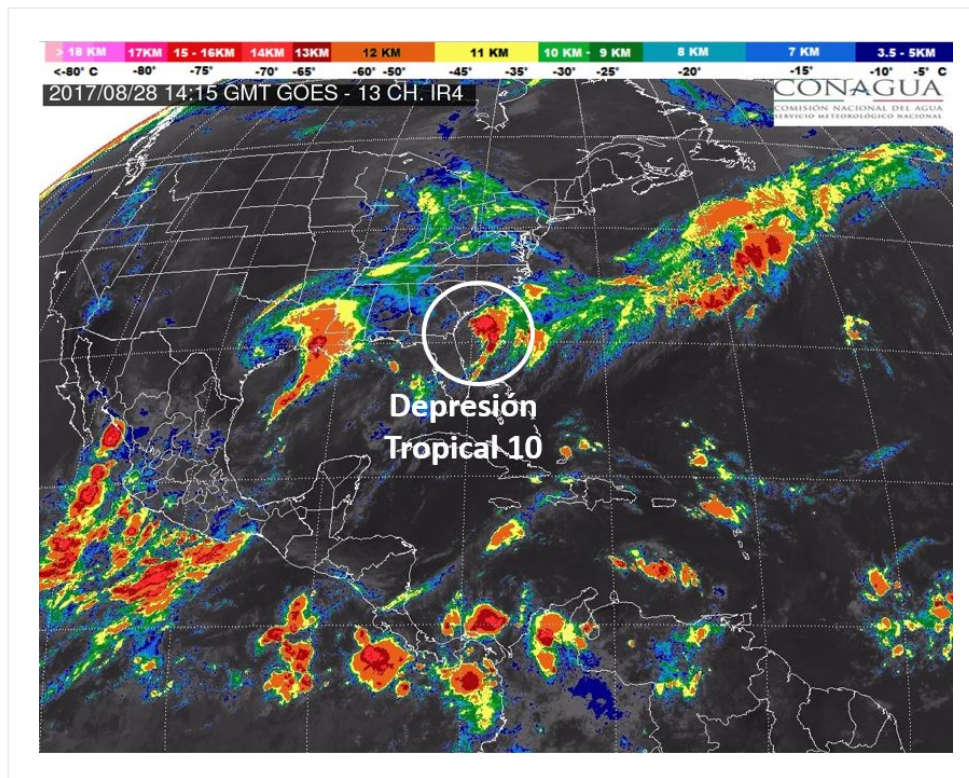 > 18 KM 17KM 15 - 16KM 14KM 13KM 12 KM 11 KM 10 KM - 9 KM 8 KM 7 KM 3.5 - 5KM
<-80° C -80° -75° -70° -65° -60° -50° -45° -35° -30° -25° -20° -15° -10° -5° C
2017/08/28 14:15 GMT GOES - 13 CH. IR4
CONAGUA
COMISIÓN NACIONAL DEL AGUA
SERVICIO METEOROLÓGICO NACIONAL
Depresión
Tropical 10